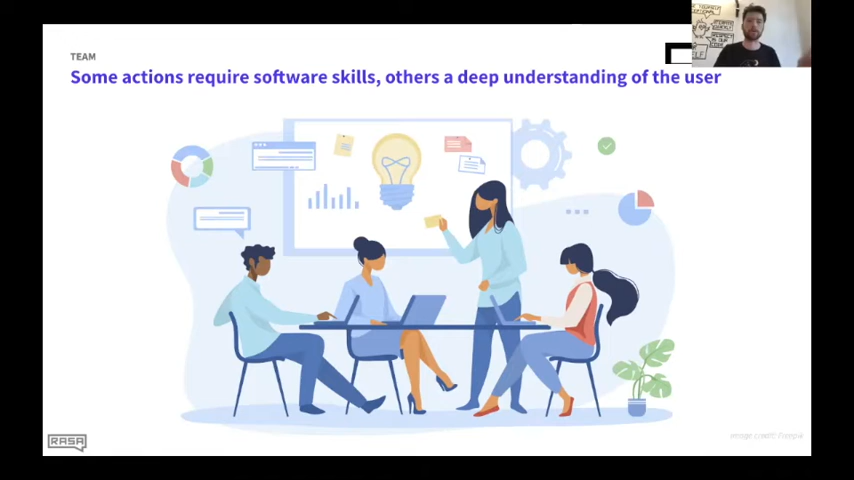 TEAM
Some actions require software skills, others a deep understanding of the user
RASA